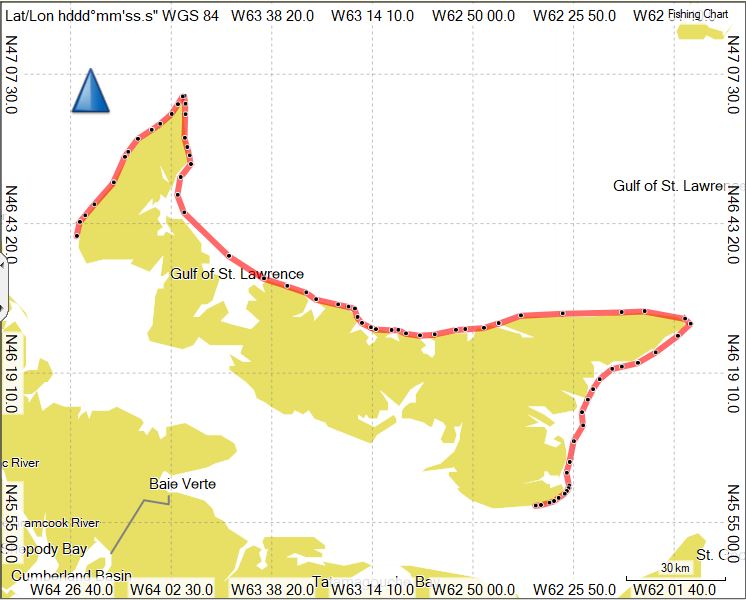 Lat/Lon hddd°mm'ss.s" WGS 84 W63 38 20.0 W63 14 10.0 W62 50 00.0 W62 25 50.0 W62
Fishing Chart
N47 07 30.0
N47 07 30.0
Gulf of St. Lawren
N46 43 20.0
N46 43 20.0
Gulf of St. Lawrence
N46 19 10.0
N46 19 10.0
c River
Baie Verte
N45 55 00.0
N45 55 00.0
amcook River
epody Bay
St. C
30 km
Cumberland Basin
Tatamagouche Ba
W64 26 40.0 W64 02 30.0 W63 38 20.0 W63 14 10.0 W62 50 00.0 W62 25 50.0 W62 01 40.0